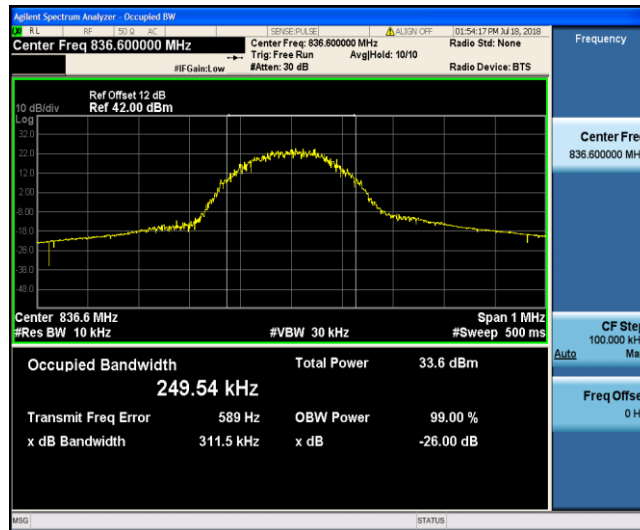 Agilent Spectrum Analyzer - Occupied BW
RL RF 50 Ω AC SENSE:PULSE ALIGN OFF 01:54:17 PM Jul 18, 2018
Center Freq 836.600000 MHz Center Freq: 836.600000 MHz Radio Std: None
Trig: Free Run Avg|Hold: 10/10
#IFGain:Low #Atten: 30 dB Radio Device: BTS
Frequency
Ref Offset 12 dB
10 dB/div Ref 42.00 dBm
Log
32.0
22.0
12.0
2.00
-8.00
-18.0
-28.0
-38.0
-48.0
Center 836.6 MHz Span 1 MHz
#Res BW 10 kHz #VBW 30 kHz #Sweep 500 ms
Occupied Bandwidth Total Power 33.6 dBm
249.54 kHz
Transmit Freq Error 589 Hz OBW Power 99.00 %
x dB Bandwidth 311.5 kHz x dB -26.00 dB
Center Fre
836.600000 MH
CF Ste
100.000 kH
Auto Ma
Freq Offse
0 H
MSG STATUS